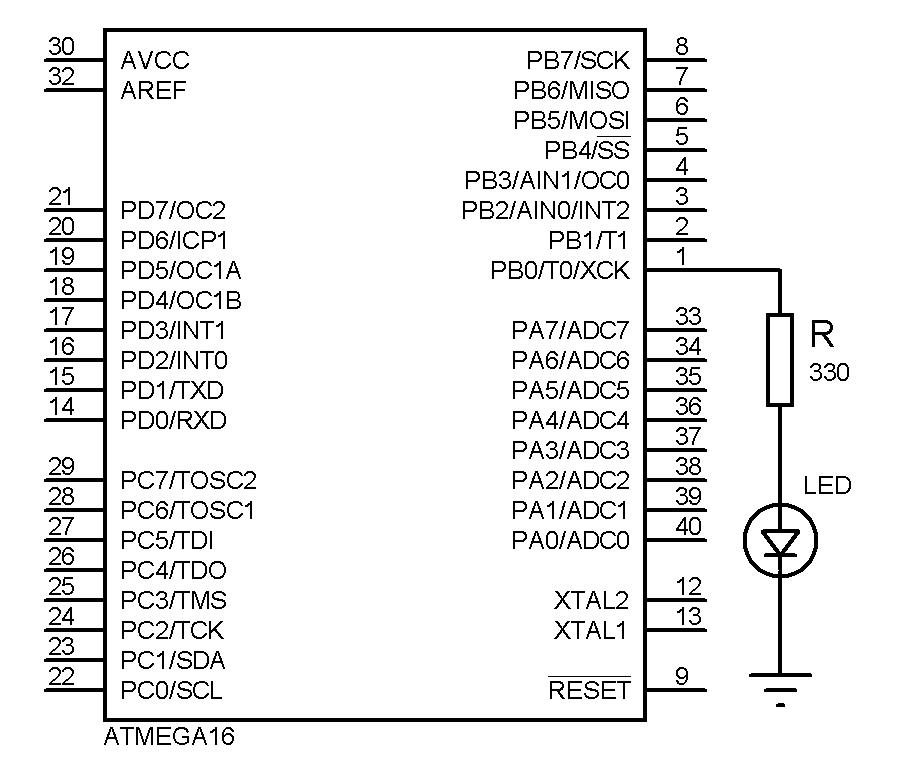 30 AVCC
32 AREF
21 PD7/OC2
20 PD6/ICP1
19 PD5/OC1A
18 PD4/OC1B
17 PD3/INT1
16 PD2/INT0
15 PD1/TXD
14 PD0/RXD
29 PC7/TOSC2
28 PC6/TOSC1
27 PC5/TDI
26 PC4/TDO
25 PC3/TMS
24 PC2/TCK
23 PC1/SDA
22 PC0/SCL
PB7/SCK 8
PB6/MISO 7
PB5/MOSI 6
PB4/SS 5
PB3/AIN1/OC0 4
PB2/AIN0/INT2 3
PB1/T1 2
PB0/T0/XCK 1
PA7/ADC7 33
PA6/ADC6 34
PA5/ADC5 35
PA4/ADC4 36
PA3/ADC3 37
PA2/ADC2 38
PA1/ADC1 39
PA0/ADC0 40
XTAL2 12
XTAL1 13
RESET 9
R
330
LED
ATMEGA16